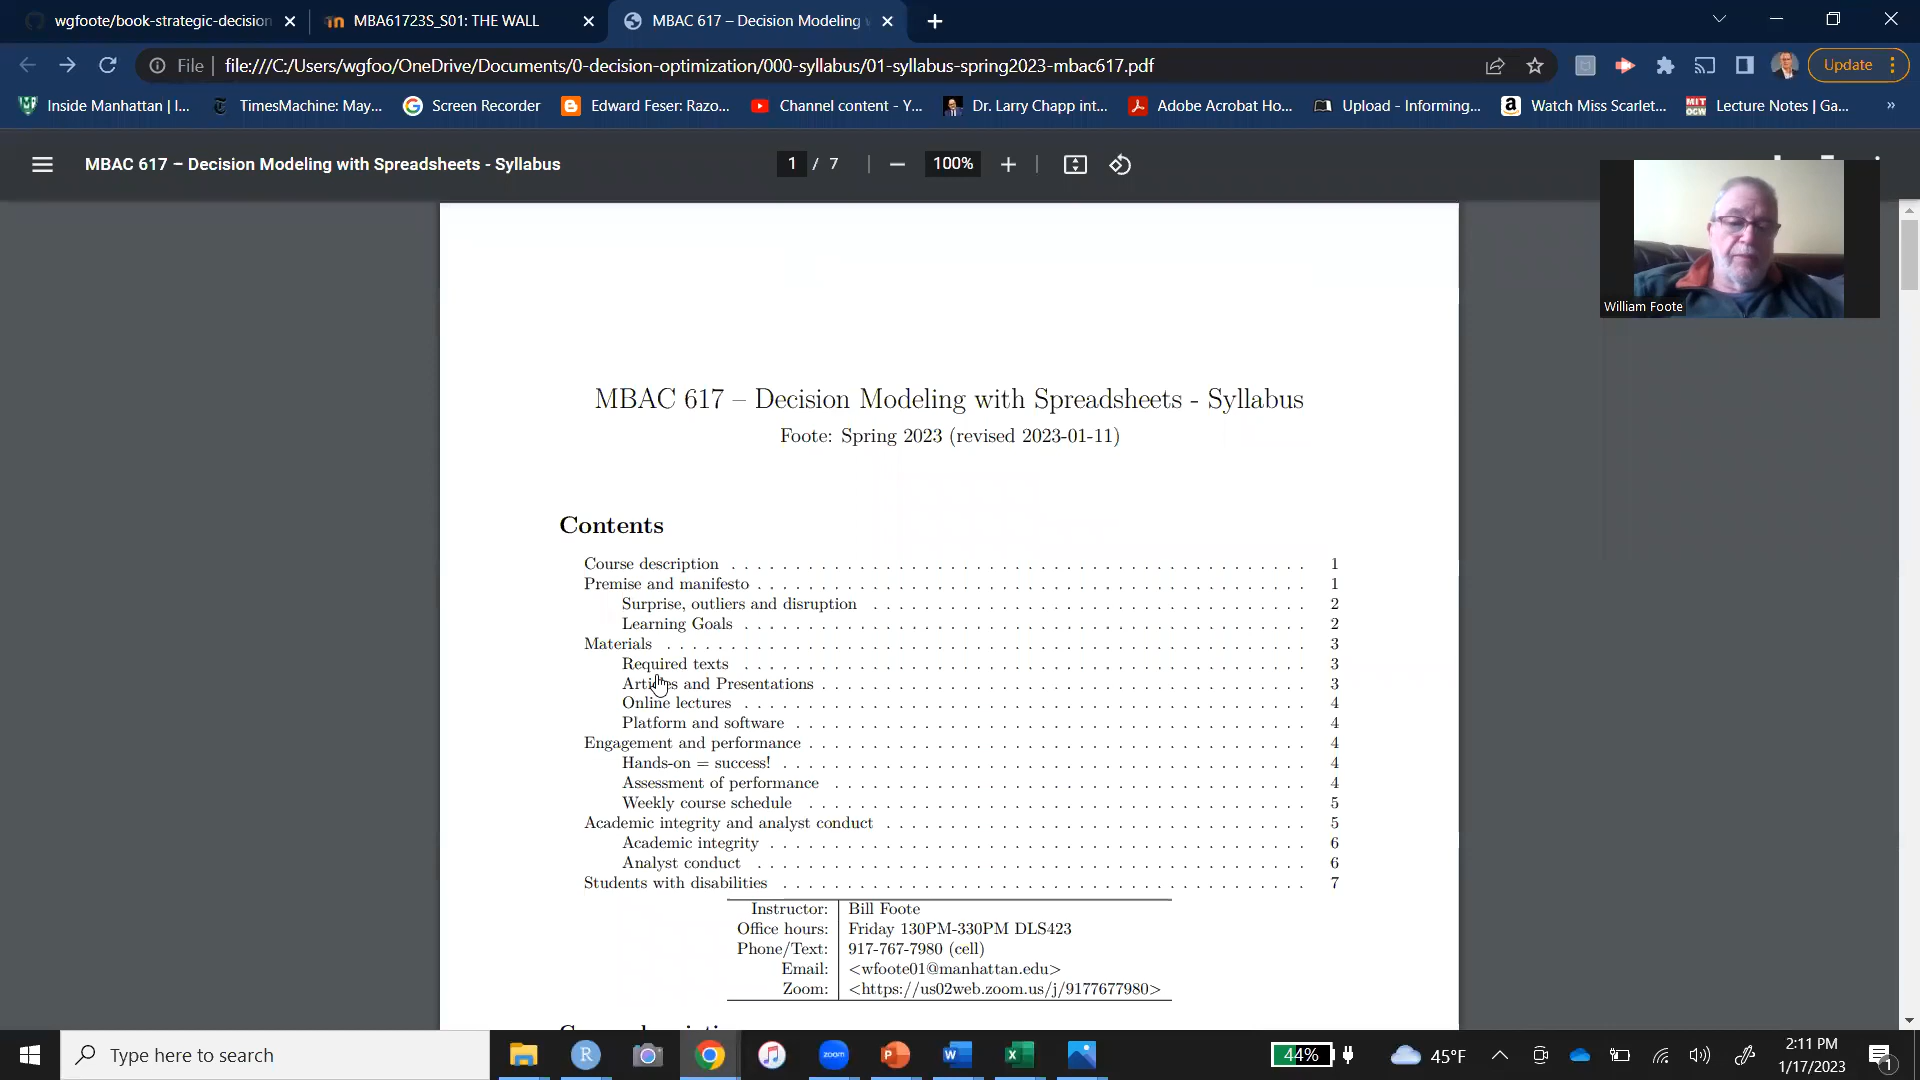 wgfoote/book-strategic-decision
MBA61723S_S01: THE WALL
MBAC 617 – Decision Modeling
File
file:///C:/Users/wgfoo/OneDrive/Documents/0-decision-optimization/000-syllabus/01-syllabus-spring2023-mbac617.pdf
Update
Inside Manhattan | I...
TimesMachine: May...
Screen Recorder
Edward Feser: Razo...
Channel content - Y...
Dr. Larry Chapp int...
Adobe Acrobat Ho...
Upload - Informing...
Watch Miss Scarlet...
MIT OCW
Lecture Notes | Ga...
»
MBAC 617 – Decision Modeling with Spreadsheets - Syllabus
1 / 7
100%
William Foote
MBAC 617 – Decision Modeling with Spreadsheets - Syllabus
Foote: Spring 2023 (revised 2023-01-11)
Contents
Course description . . . . . . . . . . 1
Premise and manifesto . . . . . . . . . . 1
Surprise, outliers and disruption . . . . . . . . . . 2
Learning Goals . . . . . . . . . . 2
Materials . . . . . . . . . . 3
Required texts . . . . . . . . . . 3
Articles and Presentations . . . . . . . . . . 3
Online lectures . . . . . . . . . . 4
Platform and software . . . . . . . . . . 4
Engagement and performance . . . . . . . . . . 4
Hands-on = success! . . . . . . . . . . 4
Assessment of performance . . . . . . . . . . 4
Weekly course schedule . . . . . . . . . . 5
Academic integrity and analyst conduct . . . . . . . . . . 5
Academic integrity . . . . . . . . . . 6
Analyst conduct . . . . . . . . . . 6
Students with disabilities . . . . . . . . . . 7
Instructor: Bill Foote
Office hours: Friday 130PM-330PM DLS423
Phone/Text: 917-767-7980 (cell)
Email: <wfoote01@manhattan.edu>
Zoom: <https://us02web.zoom.us/j/9177677980>
Type here to search
zoom
44%
45°F
2:11 PM
1/17/2023
1